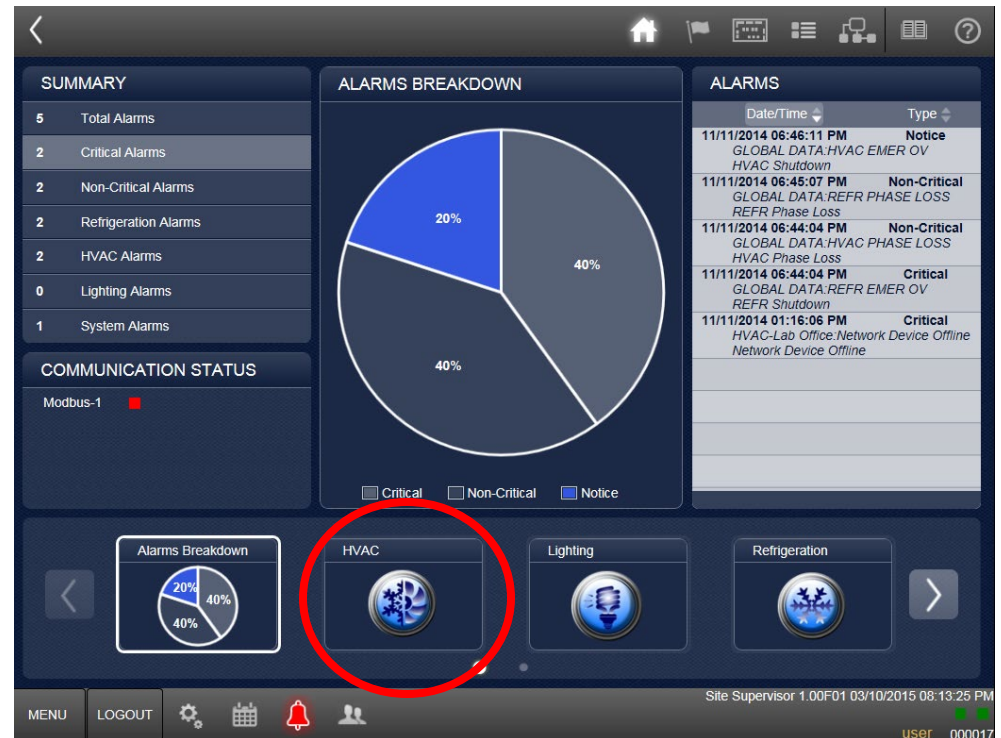 SUMMARY
5 Total Alarms
2 Critical Alarms
2 Non-Critical Alarms
2 Refrigeration Alarms
2 HVAC Alarms
0 Lighting Alarms
1 System Alarms
COMMUNICATION STATUS
Modbus-1
ALARMS BREAKDOWN
20%
40%
40%
Critical Non-Critical Notice
ALARMS
Date/Time Type
11/11/2014 06:46:11 PM Notice
GLOBAL DATA:HVAC EMER OV
HVAC Shutdown
11/11/2014 06:45:07 PM Non-Critical
GLOBAL DATA:REFR PHASE LOSS
REFR Phase Loss
11/11/2014 06:44:04 PM Non-Critical
GLOBAL DATA:HVAC PHASE LOSS
HVAC Phase Loss
11/11/2014 06:44:04 PM Critical
GLOBAL DATA:REFR EMER OV
REFR Shutdown
11/11/2014 01:16:06 PM Critical
HVAC-Lab Office:Network Device Offline
Network Device Offline
Alarms Breakdown
20%
40%
40%
HVAC
Lighting
Refrigeration
MENU LOGOUT
Site Supervisor 1.00F01 03/10/2015 08:13:25 PM
user 000017